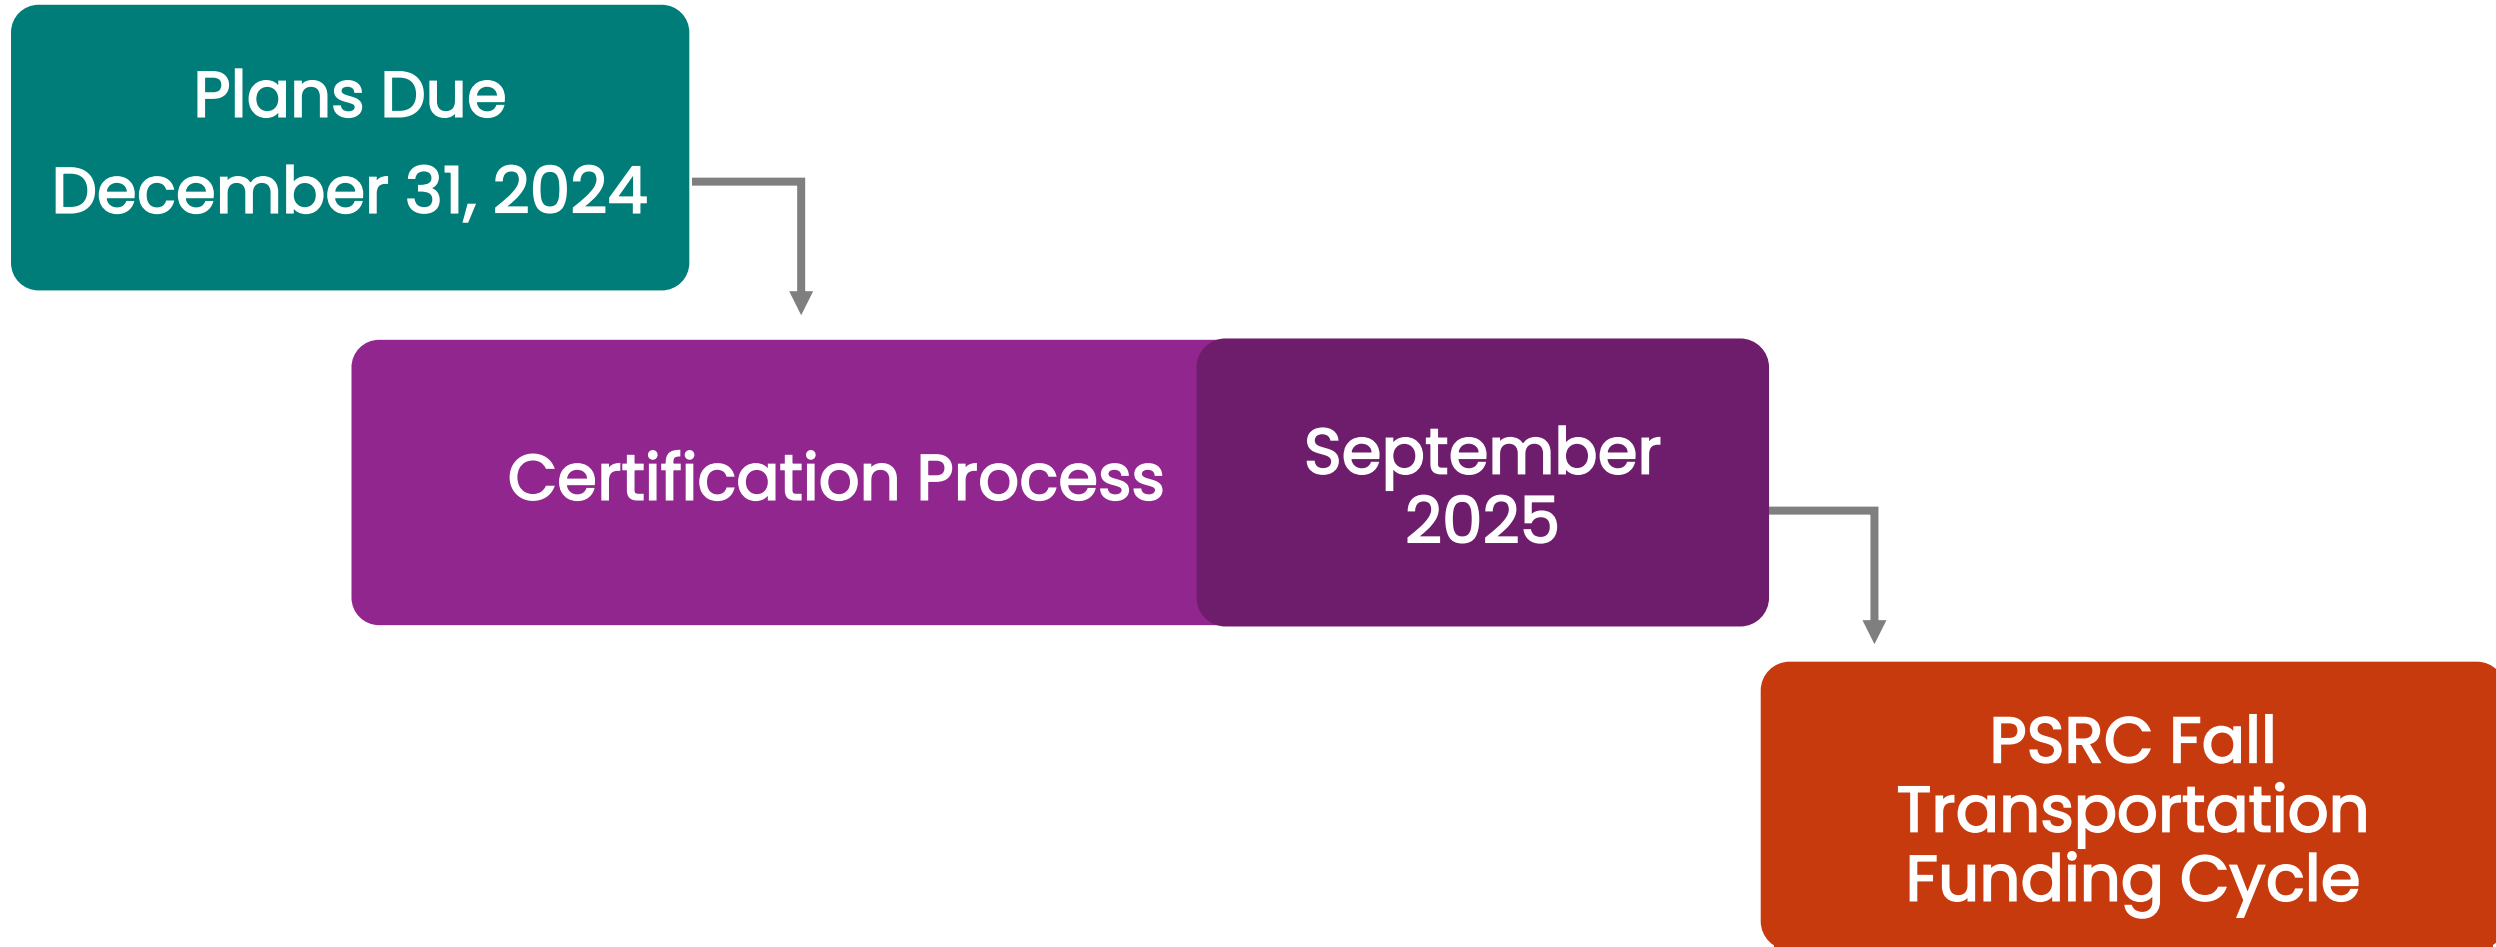 Plans Due
December 31, 2024
Certification Process
September
2025
PSRC Fall
Transportation
Funding Cycle